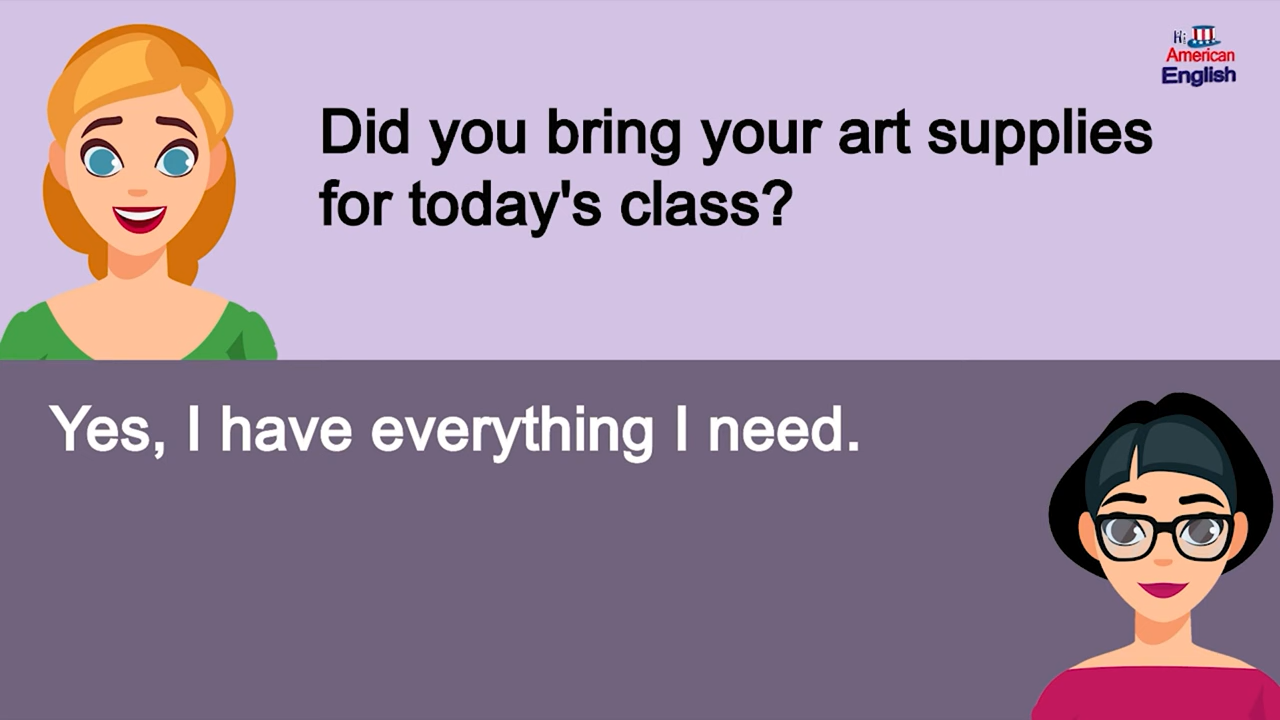 Hi
American
English
Did you bring your art supplies
for today's class?
Yes, I have everything I need.